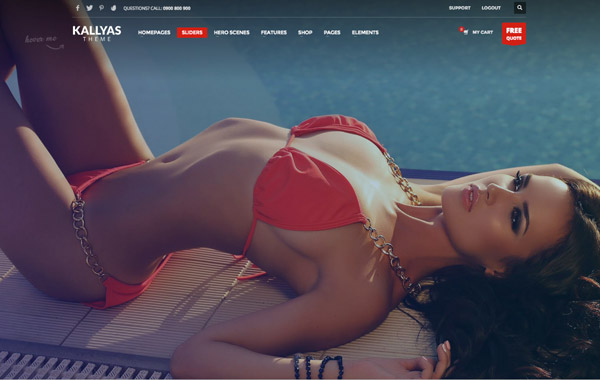 QUESTIONS? CALL: 0800 800 900
SUPPORT LOGOUT
hover me
KALLYAS
THEME
HOMEPAGES SLIDERS HERO SCENES FEATURES SHOP PAGES ELEMENTS
MY CART
FREE
QUOTE